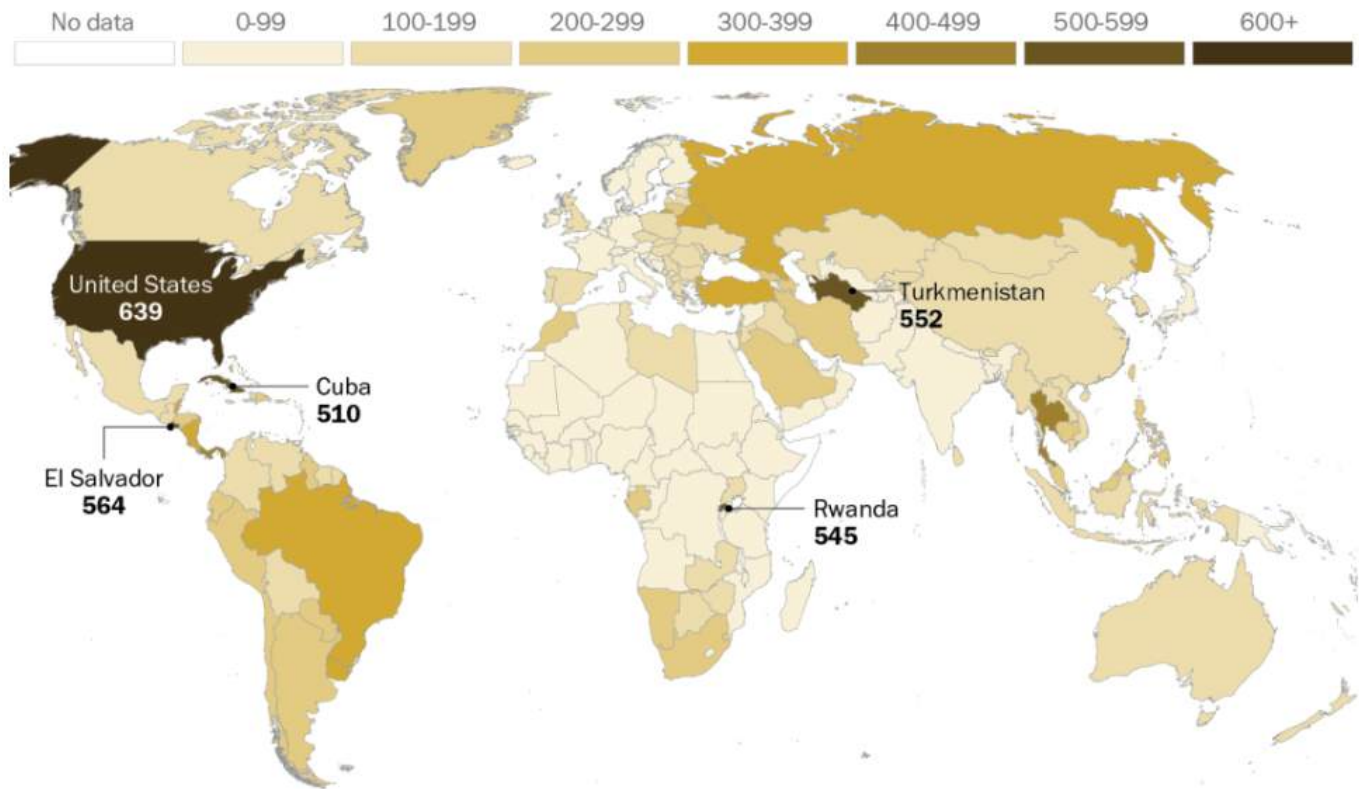 No data
0-99
100-199
200-299
300-399
400-499
500-599
600+
United States
639
Turkmenistan
552
Cuba
510
El Salvador
564
Rwanda
545